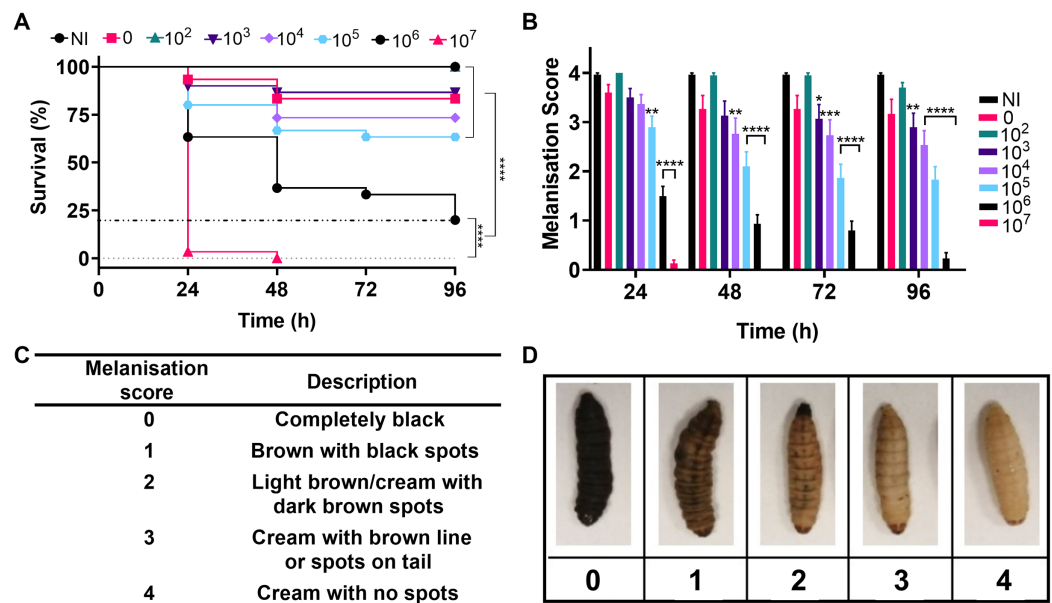 A
NI 0 10² 10³ 10⁴ 10⁵ 10⁶ 10⁷
Survival (%)
100
75
50
25
0
0 24 48 72 96
Time (h)
****
****
B
Melanisation Score
4
3
2
1
0
** **** ** **** * *** **** ** ****
24 48 72 96
Time (h)
NI
0
10²
10³
10⁴
10⁵
10⁶
10⁷
C
Melanisation
score Description
0 Completely black
1 Brown with black spots
2 Light brown/cream with
dark brown spots
3 Cream with brown line
or spots on tail
4 Cream with no spots
D
0 1 2 3 4